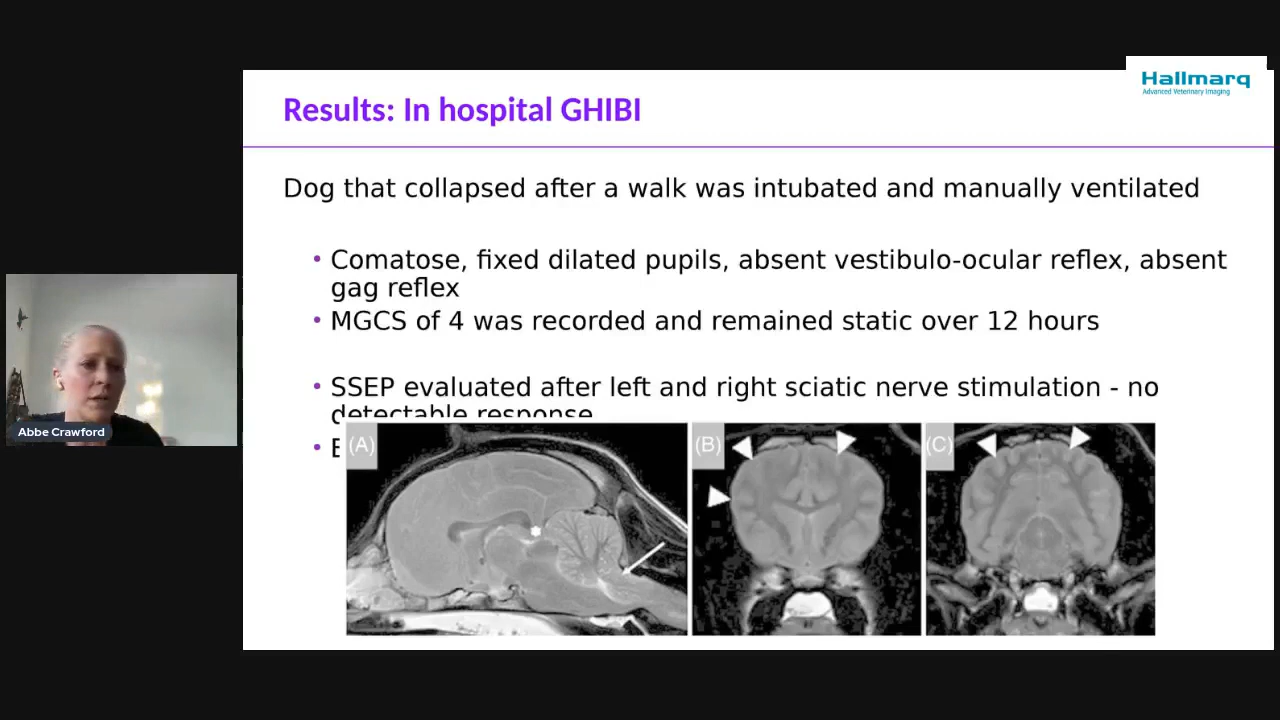 Hallmarq
Advanced Veterinary Imaging
Results: In hospital GHIBI
Dog that collapsed after a walk was intubated and manually ventilated
• Comatose, fixed dilated pupils, absent vestibulo-ocular reflex, absent
gag reflex
• MGCS of 4 was recorded and remained static over 12 hours
• SSEP evaluated after left and right sciatic nerve stimulation - no
detectable response
(A) (B) (C)
Abbe Crawford